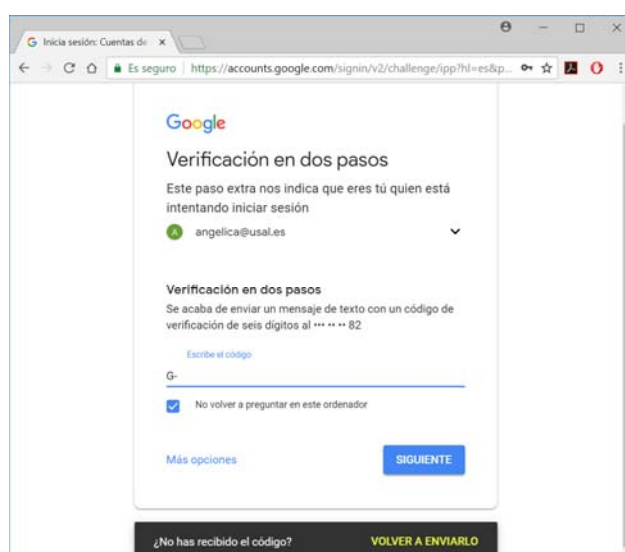 Inicia sesión: Cuentas de
Es seguro https://accounts.google.com/signin/v2/challenge/ipp?hl=es&p...
Google
Verificación en dos pasos
Este paso extra nos indica que eres tú quien está
intentando iniciar sesión
A angelica@usal.es
Verificación en dos pasos
Se acaba de enviar un mensaje de texto con un código de
verificación de seis dígitos al ••• •• •• 82
Escribe el código
G-
No volver a preguntar en este ordenador
Más opciones SIGUIENTE
¿No has recibido el código? VOLVER A ENVIARLO